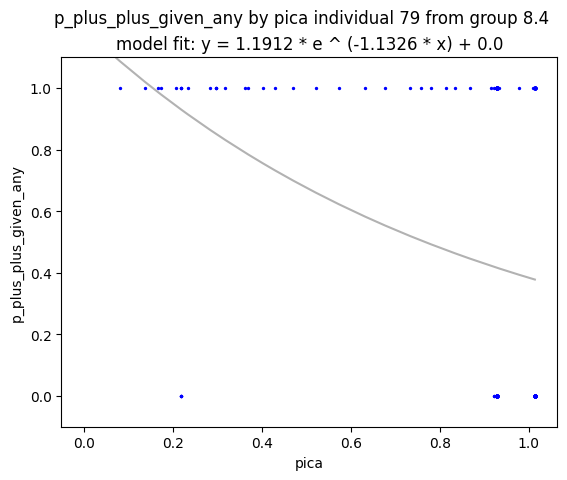 p_plus_plus_given_any by pica individual 79 from group 8.4
model fit: y = 1.1912 * e ^ (-1.1326 * x) + 0.0
p_plus_plus_given_any
1.0
0.8
0.6
0.4
0.2
0.0
0.0 0.2 0.4 0.6 0.8 1.0
pica